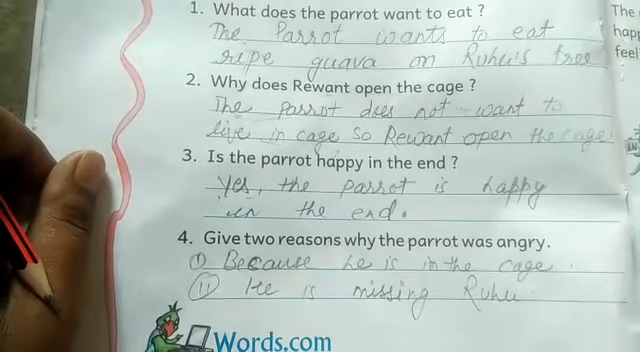 1. What does the parrot want to eat ?
The
The Parrot wants to eat
happ
ripe guava on Ruhu's tree
feel
2. Why does Rewant open the cage ?
The parrot does not want to
live in cage so Rewant open the cage.
3. Is the parrot happy in the end ?
Yes, the parrot is happy
in the end.
4. Give two reasons why the parrot was angry.
(i) Because he is in the cage.
(ii) He is missing Ruhu
Words.com